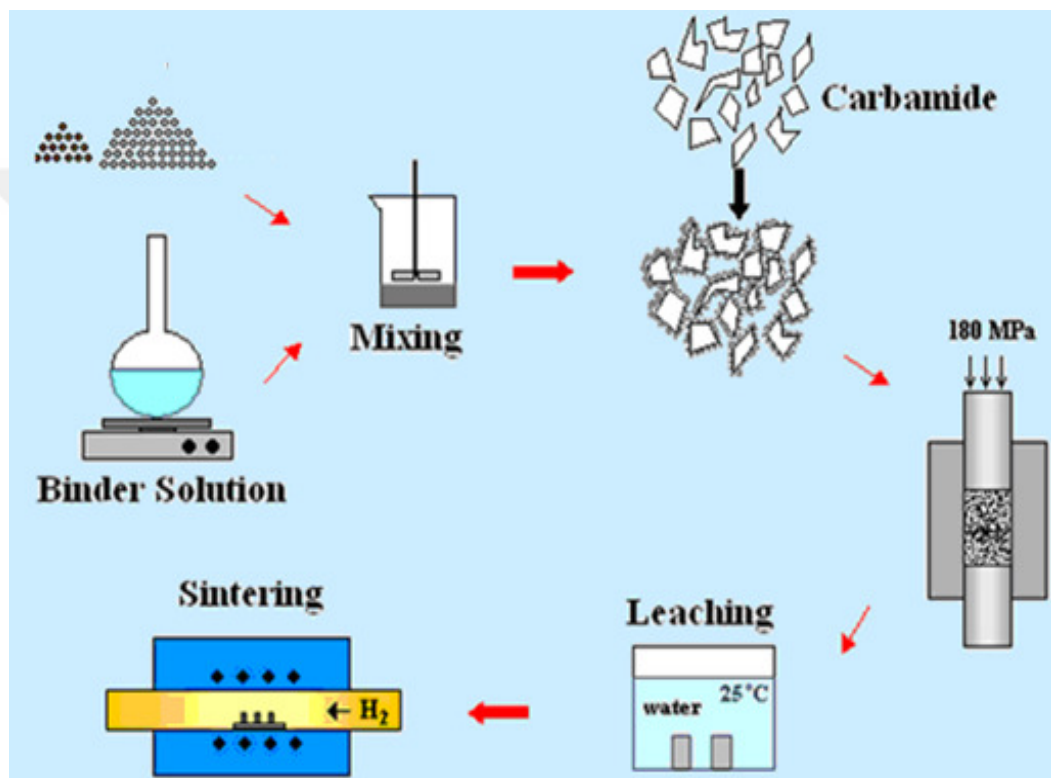 Carbamide
Mixing
180 MPa
Binder Solution
Sintering
Leaching
25°C
water
H₂